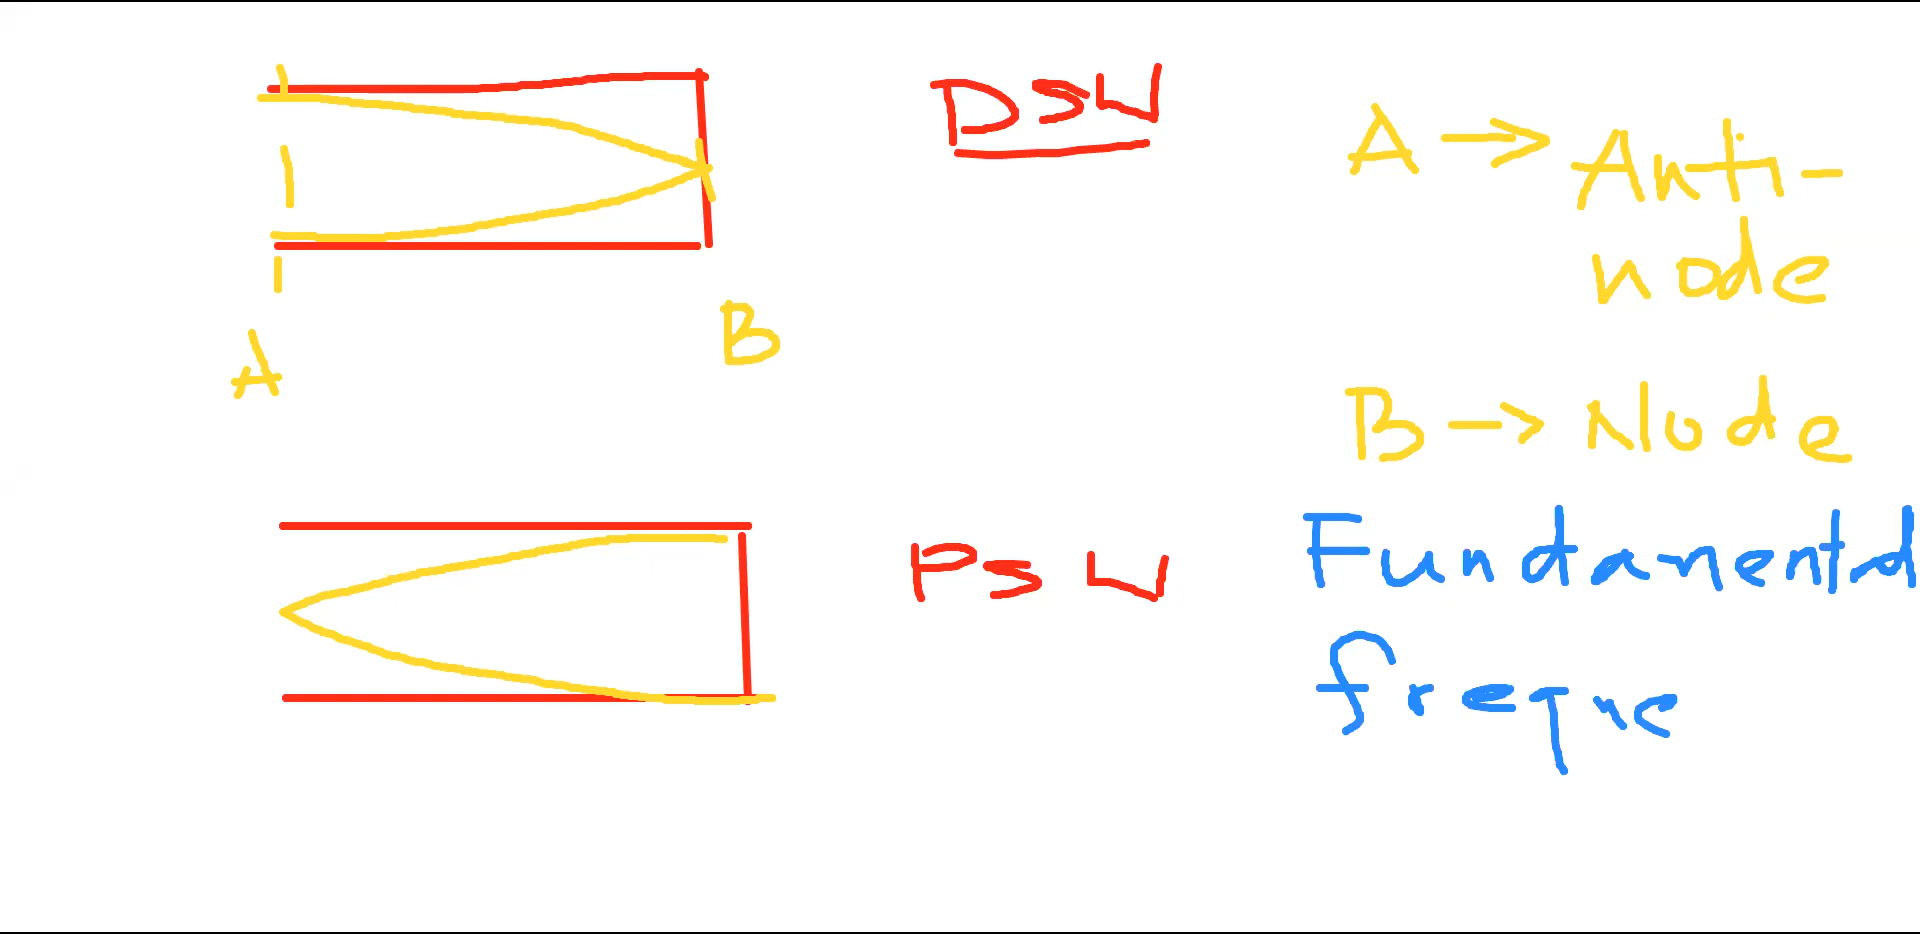 DSW
A → Anti-
node
A
B
B → Node
PSW
Fundamental
freque